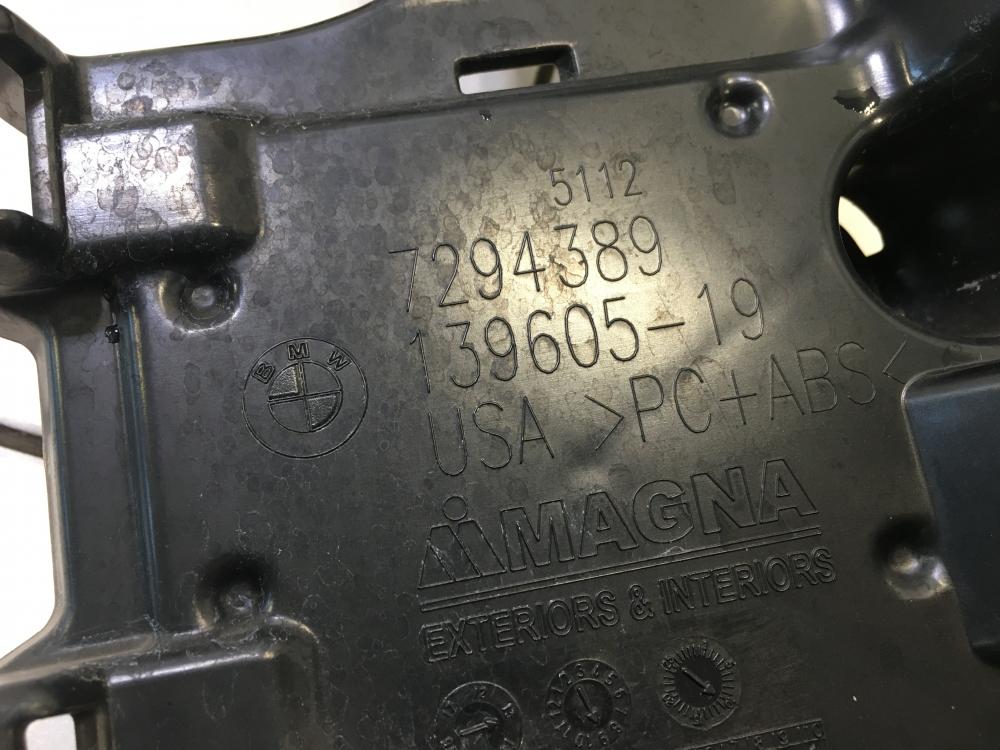 5112
7294389
139605-19
BMW
USA >PC+ABS<
MAGNA
EXTERIORS & INTERIORS